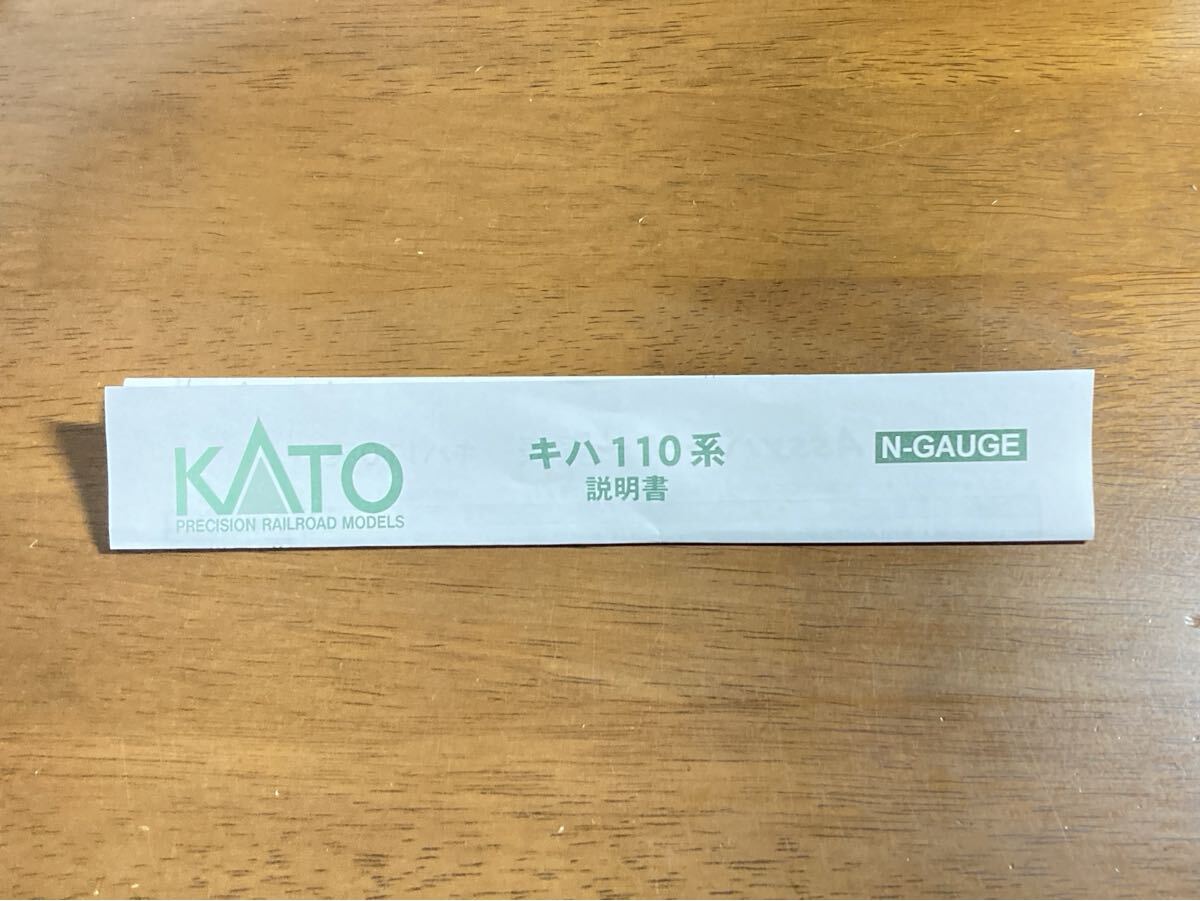 KATO
PRECISION RAILROAD MODELS
キハ110系
説明書
N-GAUGE